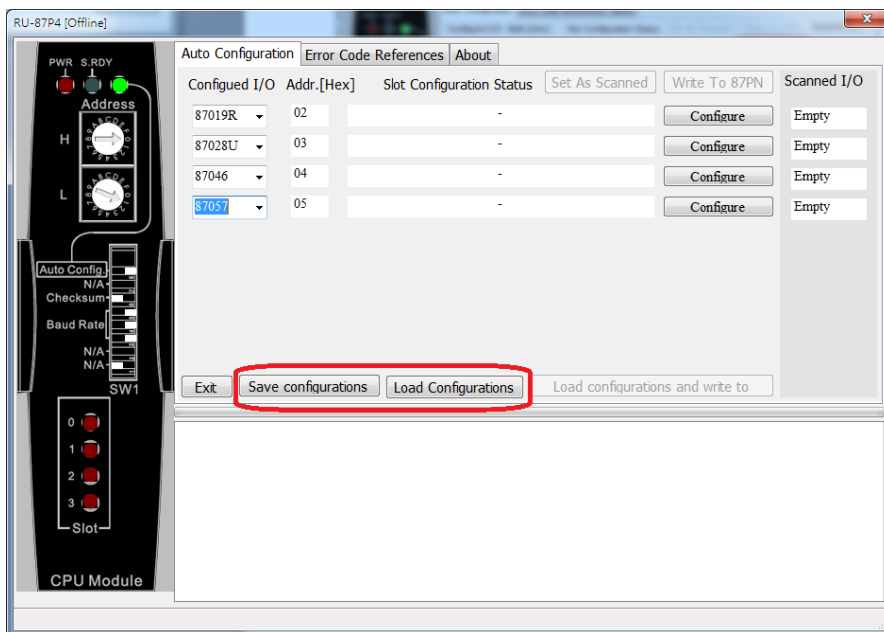 RU-87P4 [Offline]
PWR S.RDY
Address
H
L
Auto Config.
N/A
Checksum
Baud Rate
N/A
N/A
SW1
0
1
2
3
Slot
CPU Module
Auto Configuration Error Code References About
Configued I/O Addr.[Hex] Slot Configuration Status Set As Scanned Write To 87PN Scanned I/O
87019R 02 - Configure Empty
87028U 03 - Configure Empty
87046 04 - Configure Empty
87057 05 - Configure Empty
Exit Save configurations Load Configurations Load configurations and write to